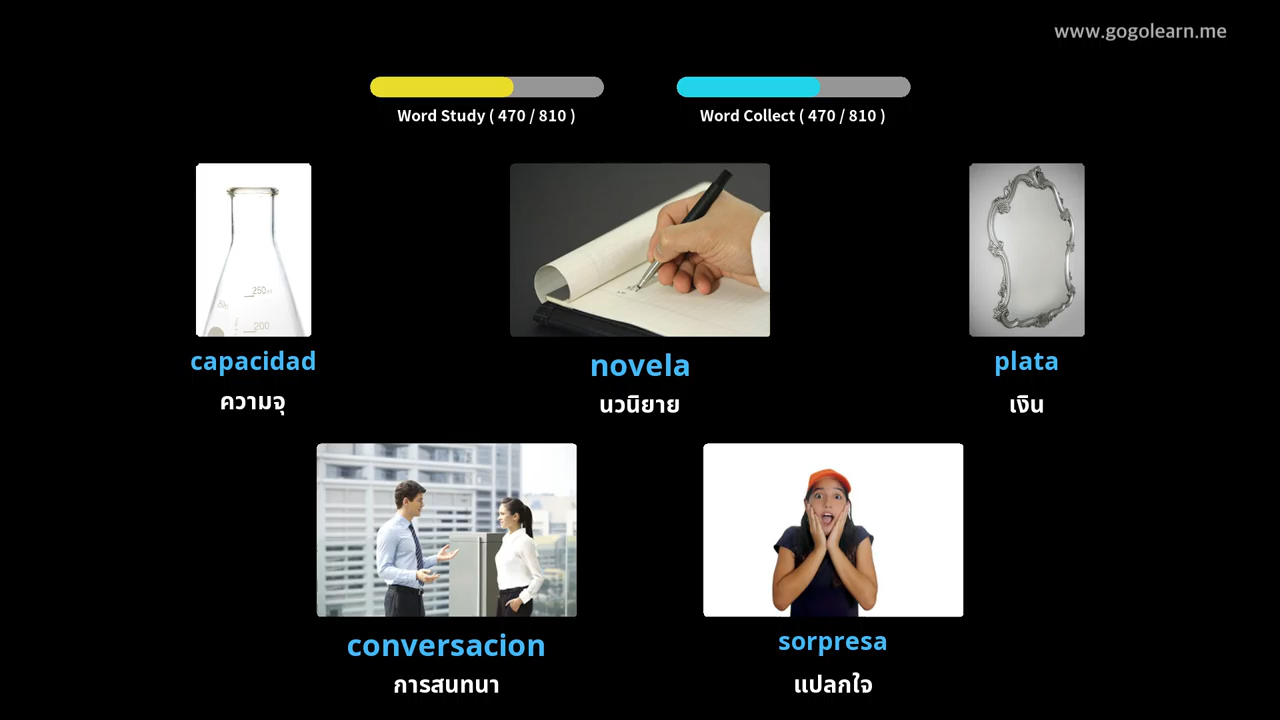 www.gogolearn.me
Word Study ( 470 / 810 )
Word Collect ( 470 / 810 )
250
200
capacidad
novela
plata
ความจุ
นวนิยาย
เงิน
conversacion
sorpresa
การสนทนา
แปลกใจ